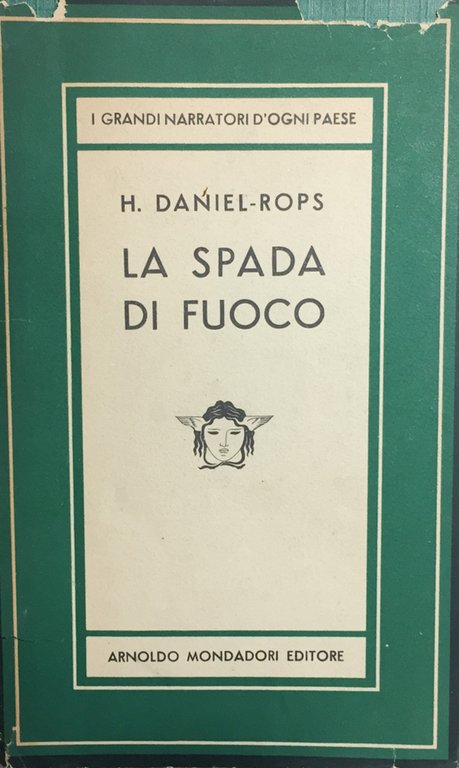 I GRANDI NARRATORI D'OGNI PAESE
H. DANIEL-ROPS
LA SPADA
DI FUOCO
ARNOLDO MONDADORI EDITORE